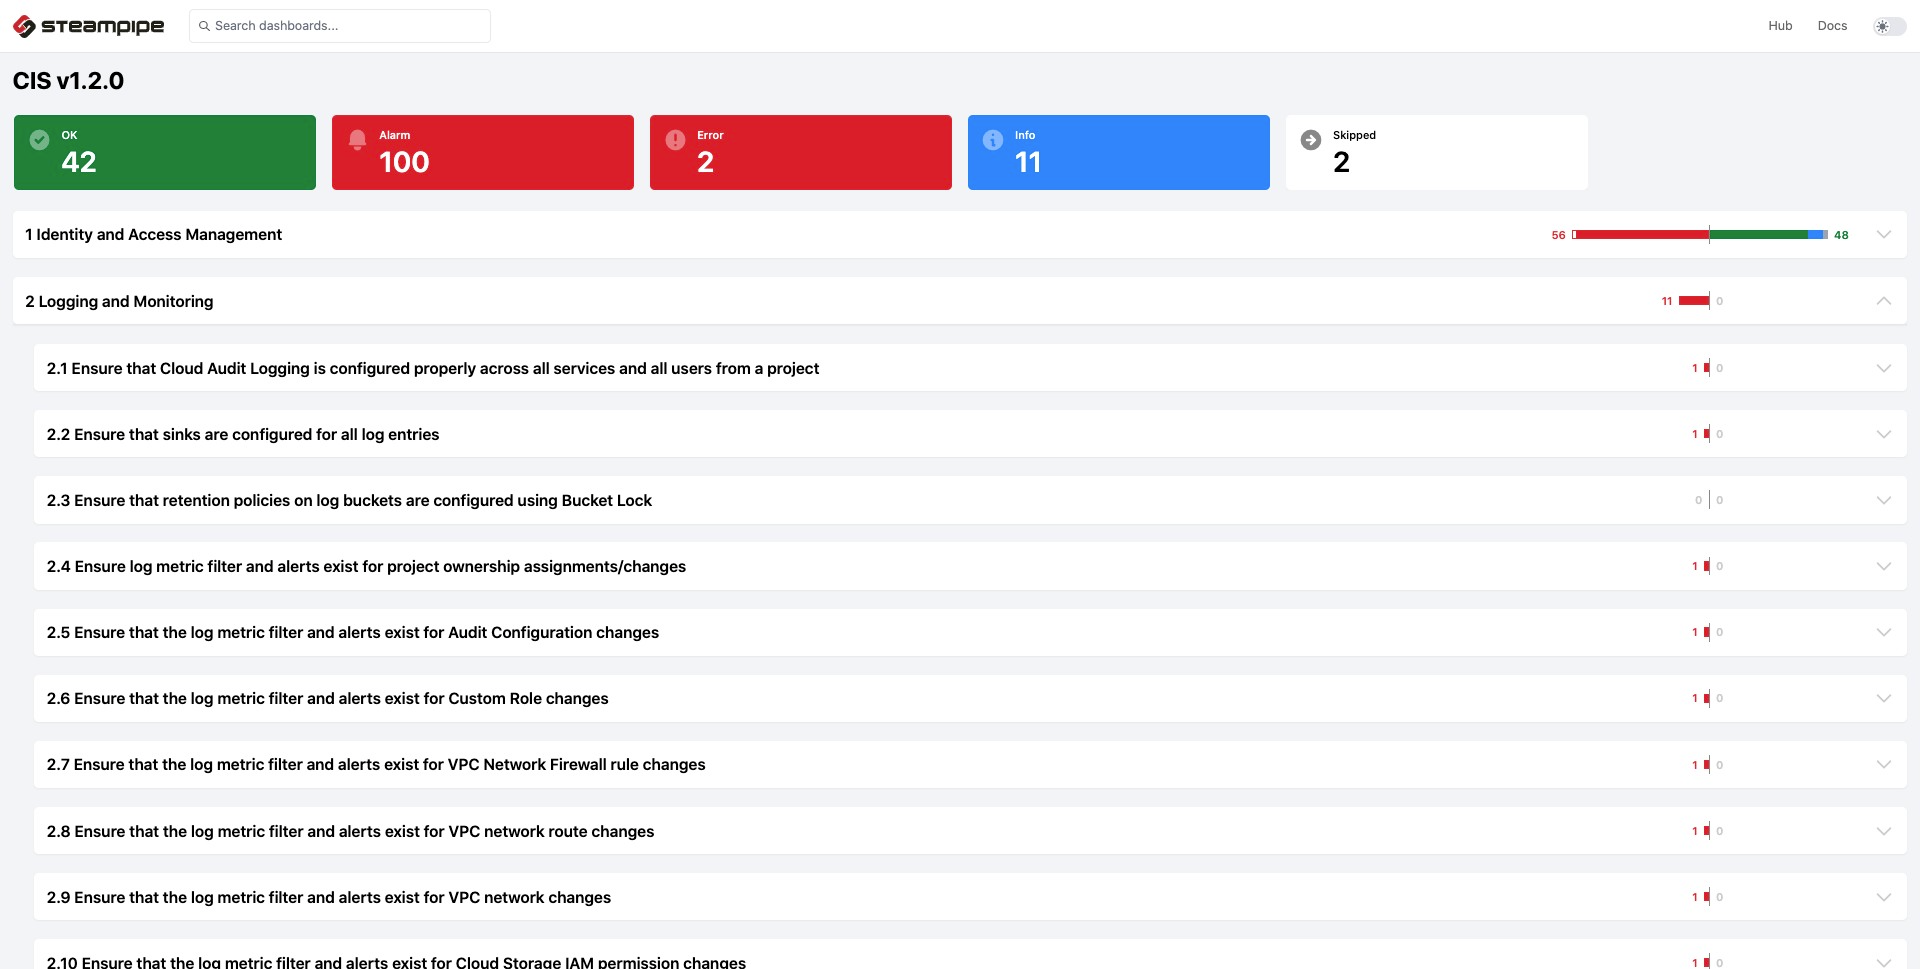 steampipe
Search dashboards...
Hub
Docs
CIS v1.2.0
OK
42
Alarm
100
Error
2
Info
11
Skipped
2
1 Identity and Access Management
56
48
2 Logging and Monitoring
11
0
2.1 Ensure that Cloud Audit Logging is configured properly across all services and all users from a project
1
0
2.2 Ensure that sinks are configured for all log entries
1
0
2.3 Ensure that retention policies on log buckets are configured using Bucket Lock
0
0
2.4 Ensure log metric filter and alerts exist for project ownership assignments/changes
1
0
2.5 Ensure that the log metric filter and alerts exist for Audit Configuration changes
1
0
2.6 Ensure that the log metric filter and alerts exist for Custom Role changes
1
0
2.7 Ensure that the log metric filter and alerts exist for VPC Network Firewall rule changes
1
0
2.8 Ensure that the log metric filter and alerts exist for VPC network route changes
1
0
2.9 Ensure that the log metric filter and alerts exist for VPC network changes
1
0
2.10 Ensure that the log metric filter and alerts exist for Cloud Storage IAM permission changes
1
0